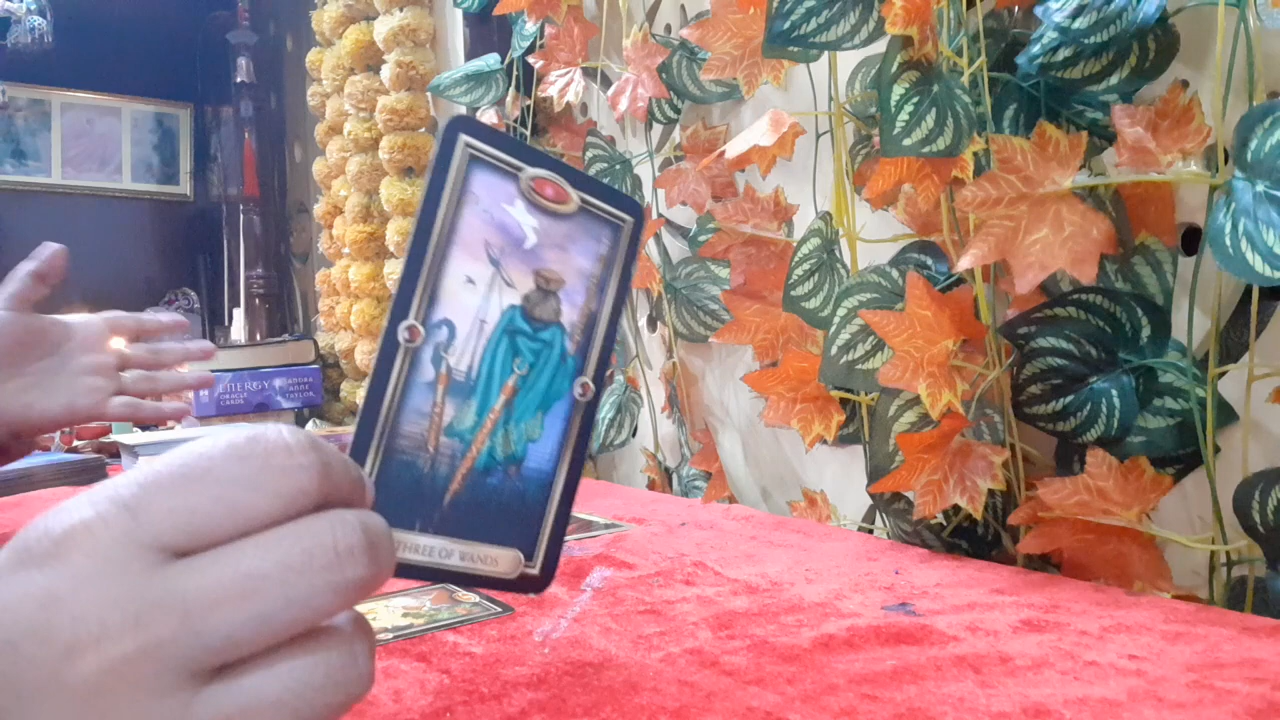 ENERGY
ORACLE
CARDS
SANDRA
ANNE
TAYLOR
THREE OF WANDS